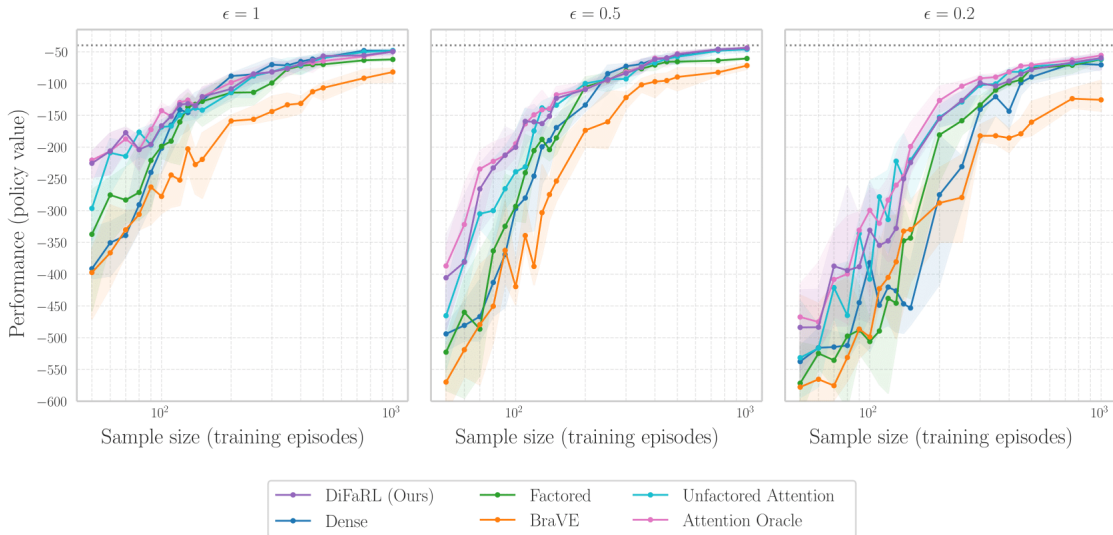 ϵ = 1
ϵ = 0.5
ϵ = 0.2
Performance (policy value)
−50
−100
−150
−200
−250
−300
−350
−400
−450
−500
−550
−600
10²
10³
10²
10³
10²
10³
Sample size (training episodes)
Sample size (training episodes)
Sample size (training episodes)
DiFaRL (Ours)
Factored
Unfactored Attention
Dense
BraVE
Attention Oracle